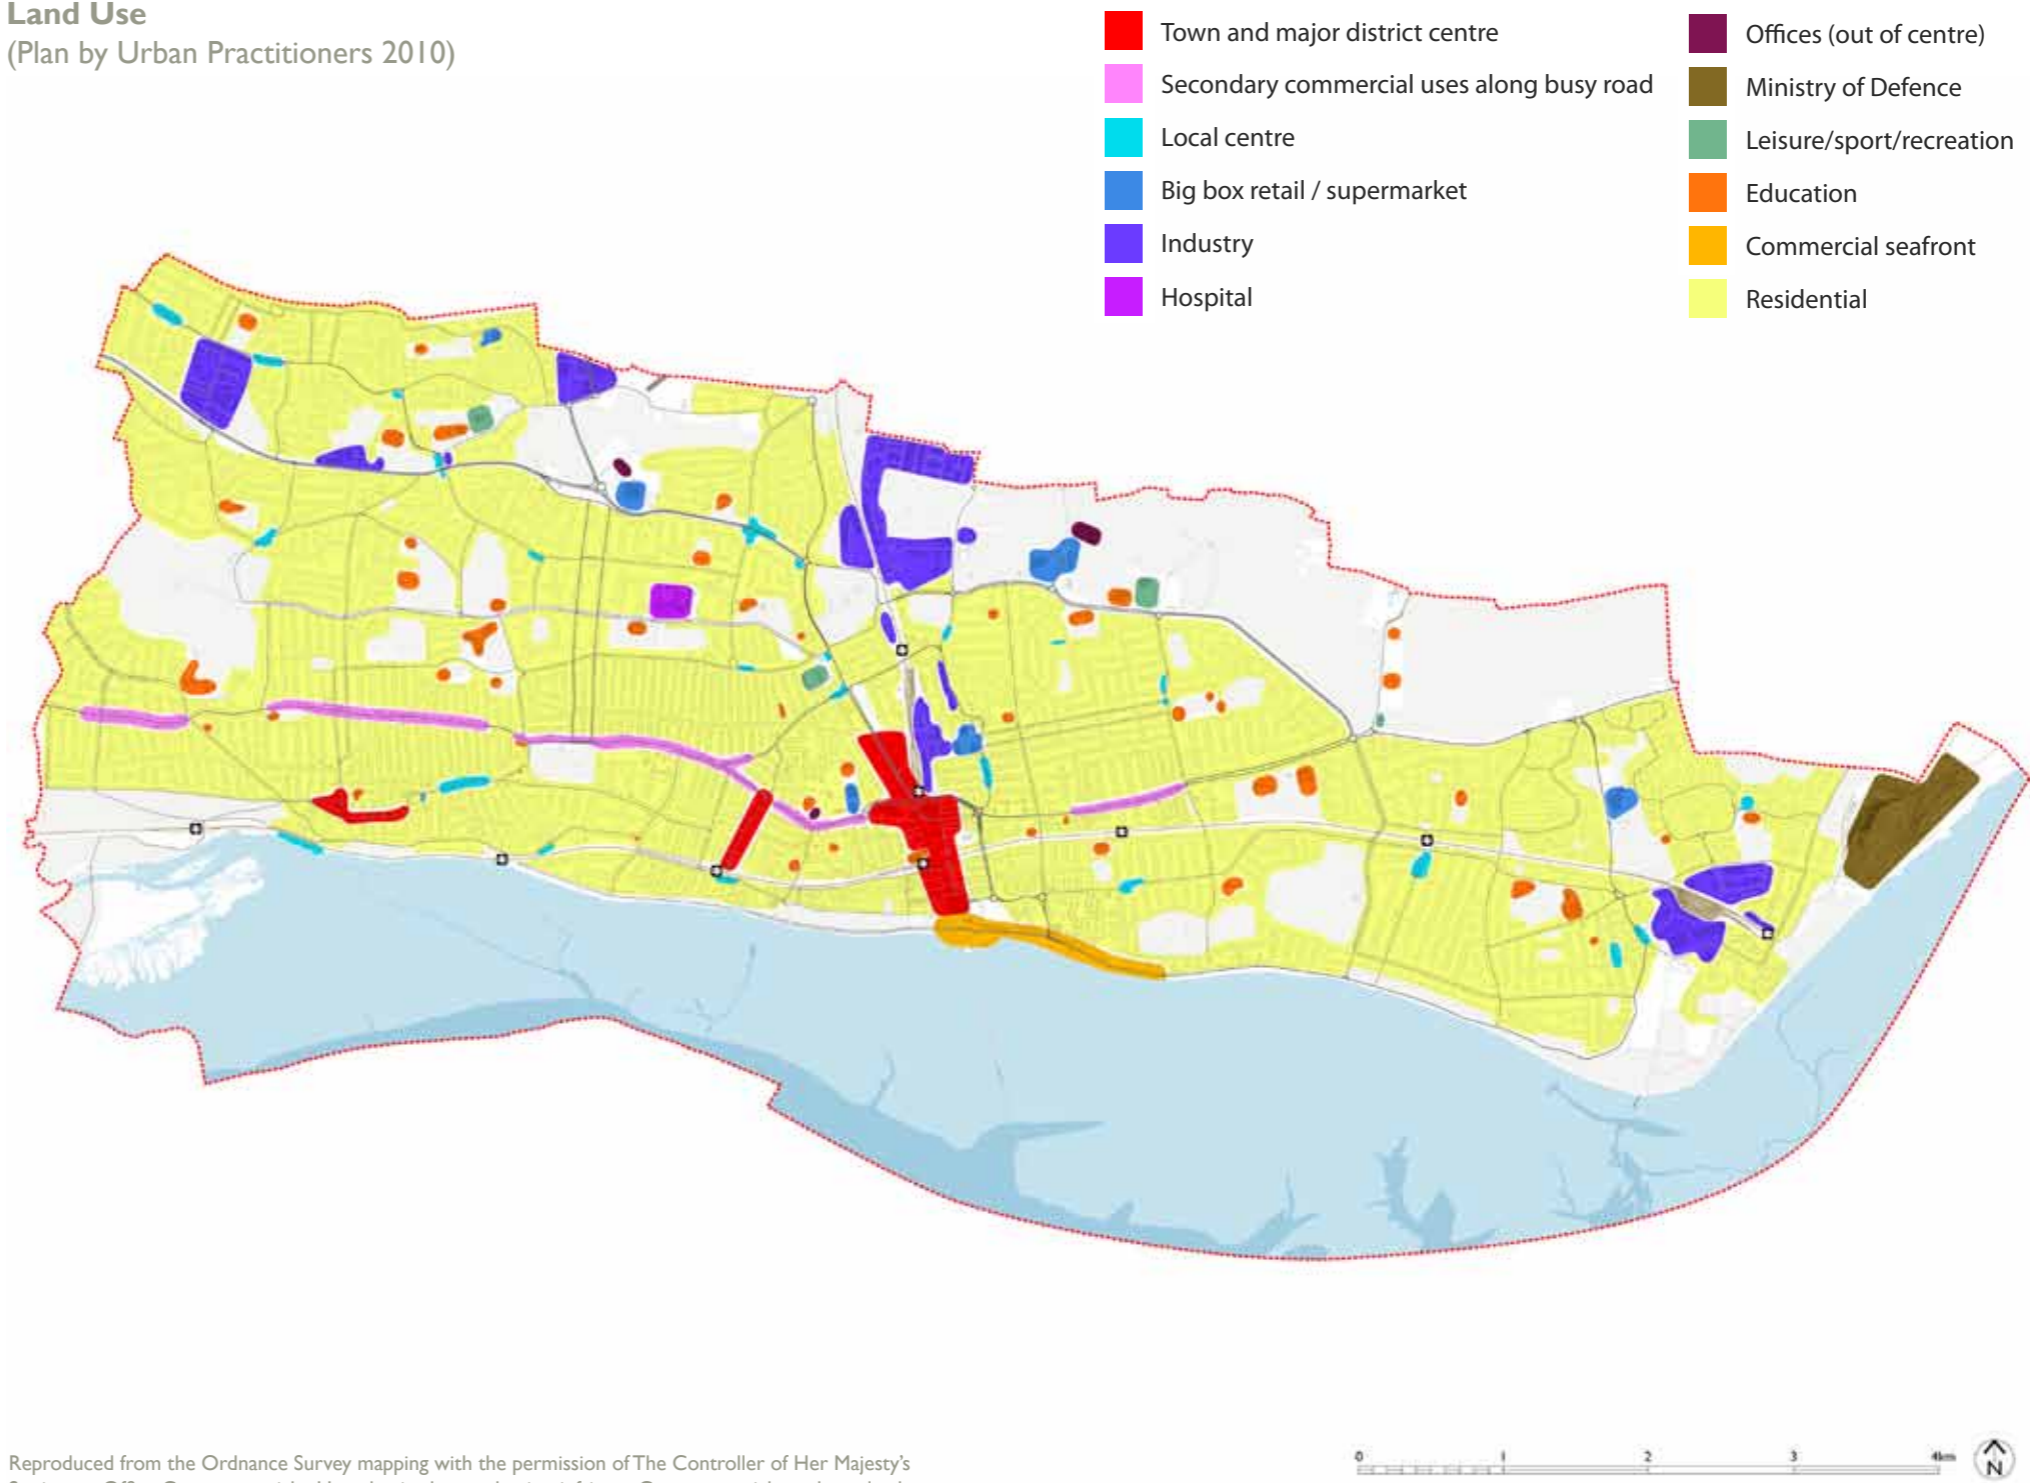 Land Use
(Plan by Urban Practitioners 2010)
Town and major district centre
Secondary commercial uses along busy road
Local centre
Big box retail / supermarket
Industry
Hospital
Offices (out of centre)
Ministry of Defence
Leisure/sport/recreation
Education
Commercial seafront
Residential
Reproduced from the Ordnance Survey mapping with the permission of The Controller of Her Majesty's
0 1 2 3 4km
N